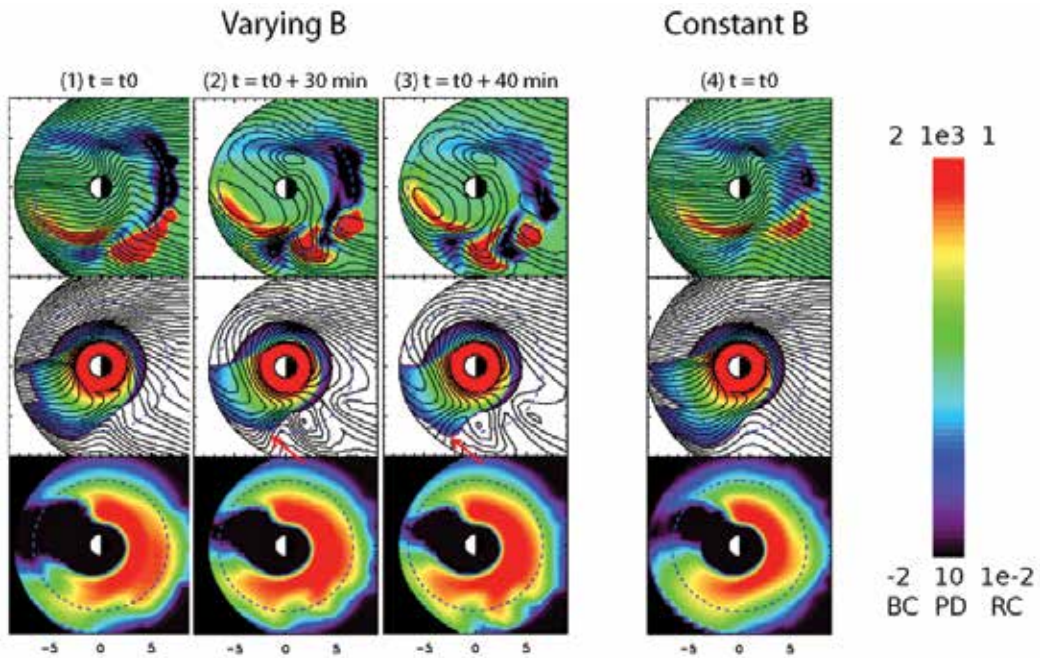 Varying B
Constant B
(1) t = t0
(2) t = t0 + 30 min
(3) t = t0 + 40 min
(4) t = t0
2 1e3 1
-2 10 1e-2
BC PD RC
-5 0 5
-5 0 5
-5 0 5
-5 0 5